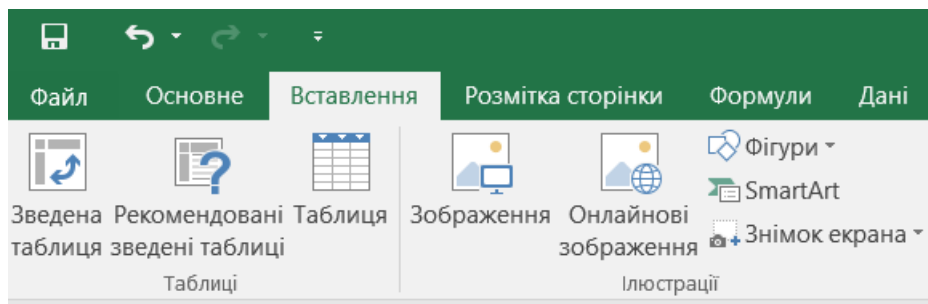 Файл Основне Вставлення Розмітка сторінки Формули Дані
Зведена таблиця
Рекомендовані зведені таблиці
Таблиця
Зображення
Онлайнові зображення
Фігури
SmartArt
Знімок екрана
Таблиці
Ілюстрації